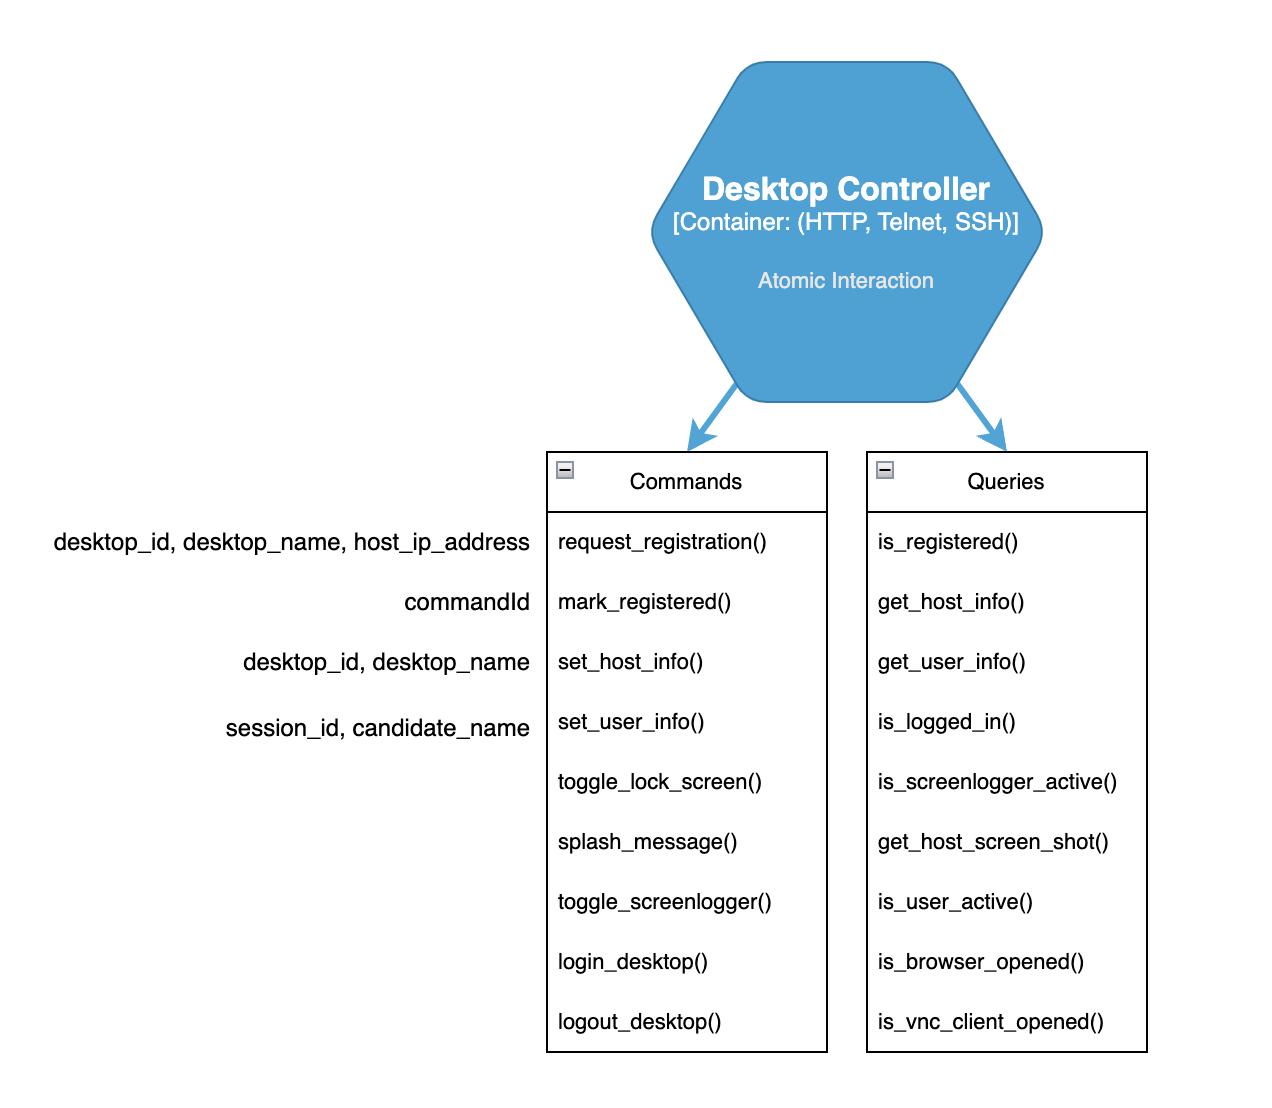 Desktop Controller
[Container: (HTTP, Telnet, SSH)]
Atomic Interaction
Commands
desktop_id, desktop_name, host_ip_address
request_registration()
commandId
mark_registered()
desktop_id, desktop_name
set_host_info()
session_id, candidate_name
set_user_info()
toggle_lock_screen()
splash_message()
toggle_screenlogger()
login_desktop()
logout_desktop()
Queries
is_registered()
get_host_info()
get_user_info()
is_logged_in()
is_screenlogger_active()
get_host_screen_shot()
is_user_active()
is_browser_opened()
is_vnc_client_opened()